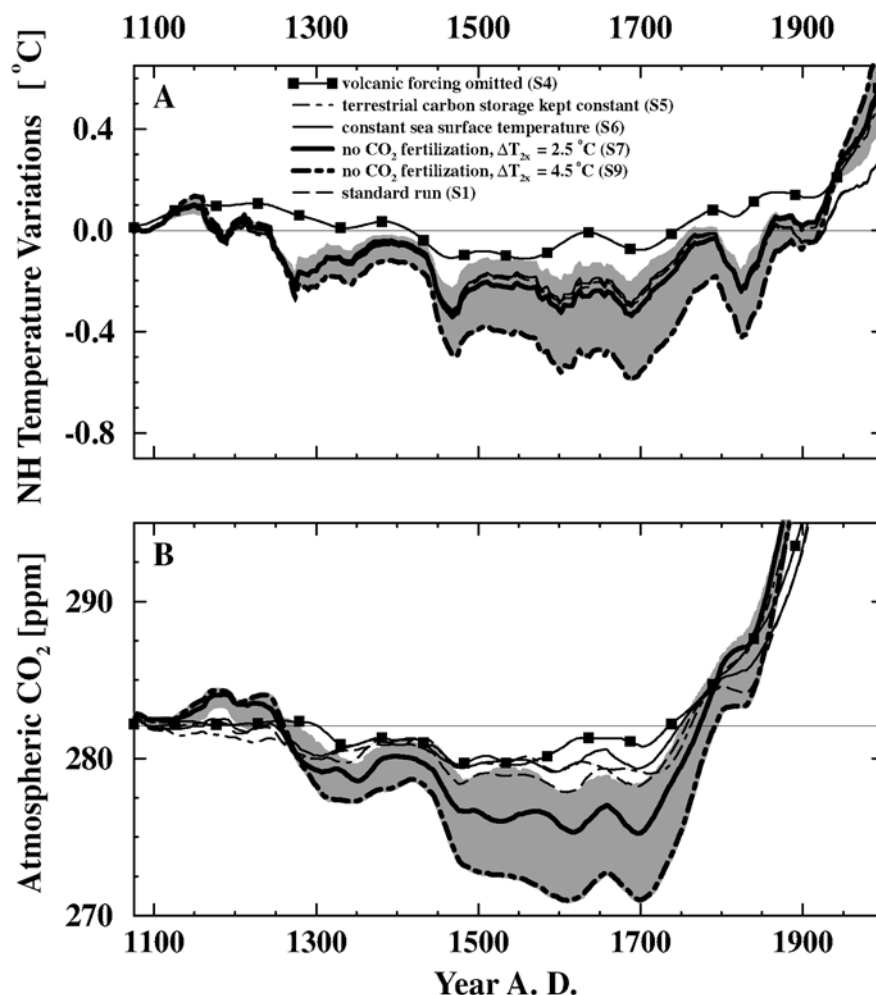 1100 1300 1500 1700 1900
NH Temperature Variations [°C]
A
volcanic forcing omitted (S4)
terrestrial carbon storage kept constant (S5)
constant sea surface temperature (S6)
no CO2 fertilization, ΔT2x = 2.5 °C (S7)
no CO2 fertilization, ΔT2x = 4.5 °C (S9)
standard run (S1)
0.4
0.0
-0.4
-0.8
Atmospheric CO2 [ppm]
B
290
280
270
1100 1300 1500 1700 1900
Year A. D.